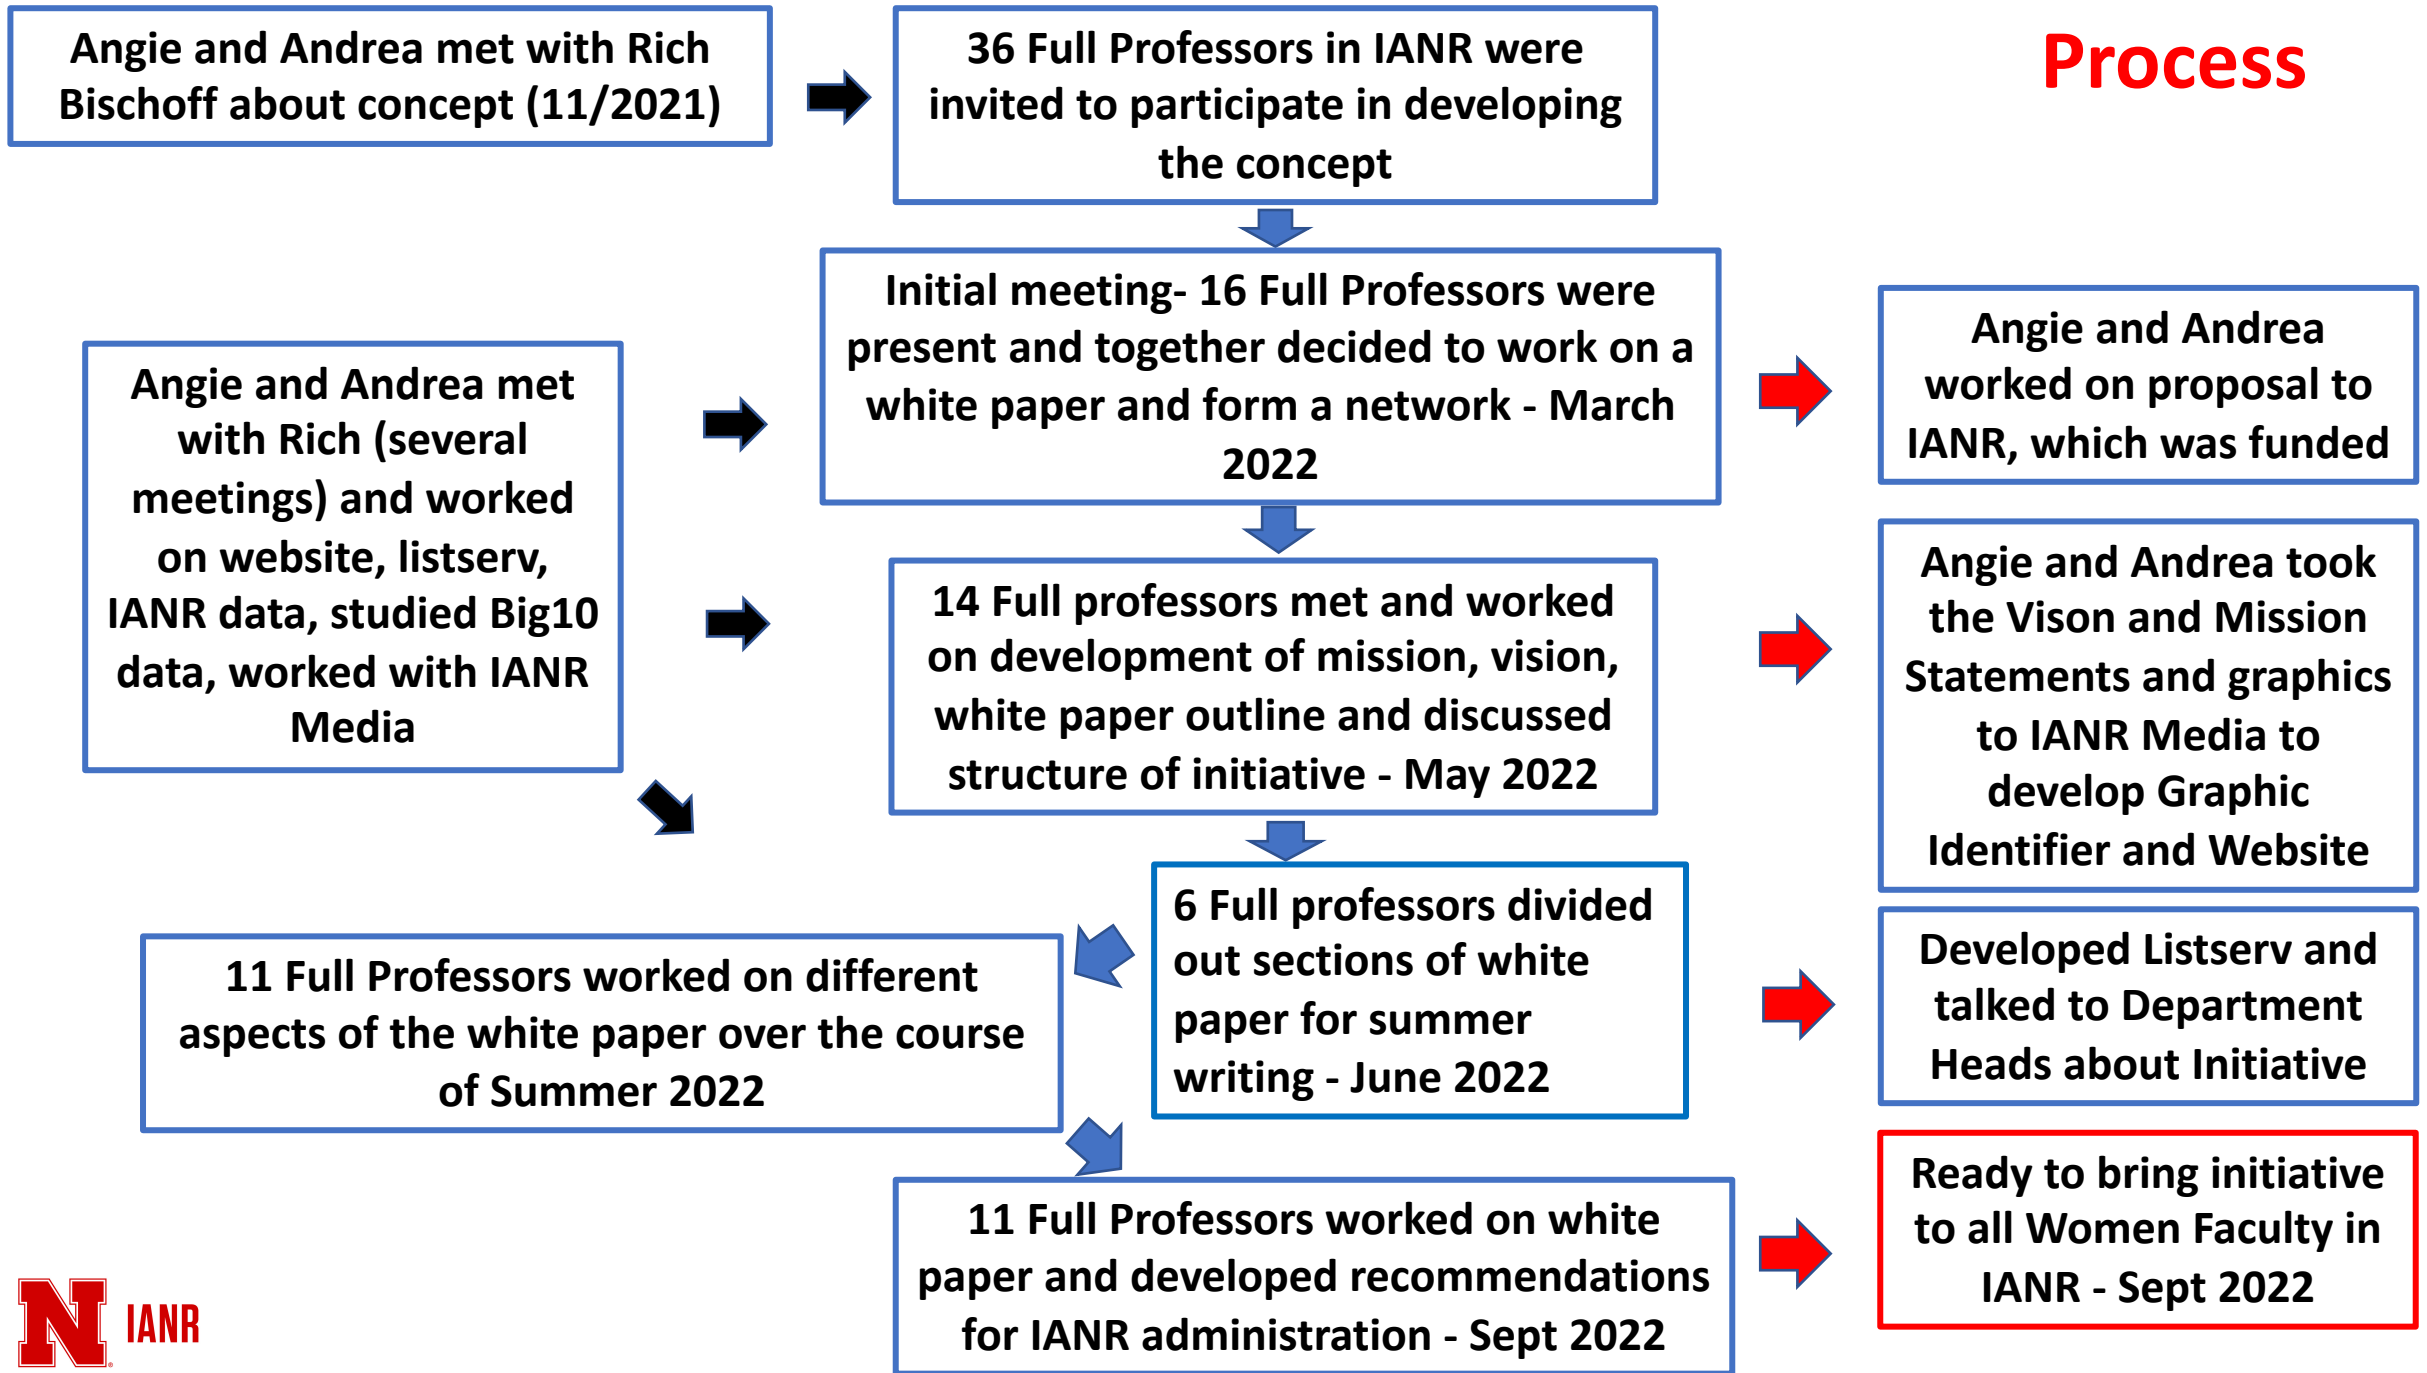 Process
Angie and Andrea met with Rich
Bischoff about concept (11/2021)
36 Full Professors in IANR were
invited to participate in developing
the concept
Initial meeting- 16 Full Professors were
present and together decided to work on a
white paper and form a network - March
2022
Angie and Andrea
worked on proposal to
IANR, which was funded
Angie and Andrea met
with Rich (several
meetings) and worked
on website, listserv,
IANR data, studied Big10
data, worked with IANR
Media
14 Full professors met and worked
on development of mission, vision,
white paper outline and discussed
structure of initiative - May 2022
Angie and Andrea took
the Vison and Mission
Statements and graphics
to IANR Media to
develop Graphic
Identifier and Website
6 Full professors divided
out sections of white
paper for summer
writing - June 2022
Developed Listserv and
talked to Department
Heads about Initiative
11 Full Professors worked on different
aspects of the white paper over the course
of Summer 2022
11 Full Professors worked on white
paper and developed recommendations
for IANR administration - Sept 2022
Ready to bring initiative
to all Women Faculty in
IANR - Sept 2022
N IANR